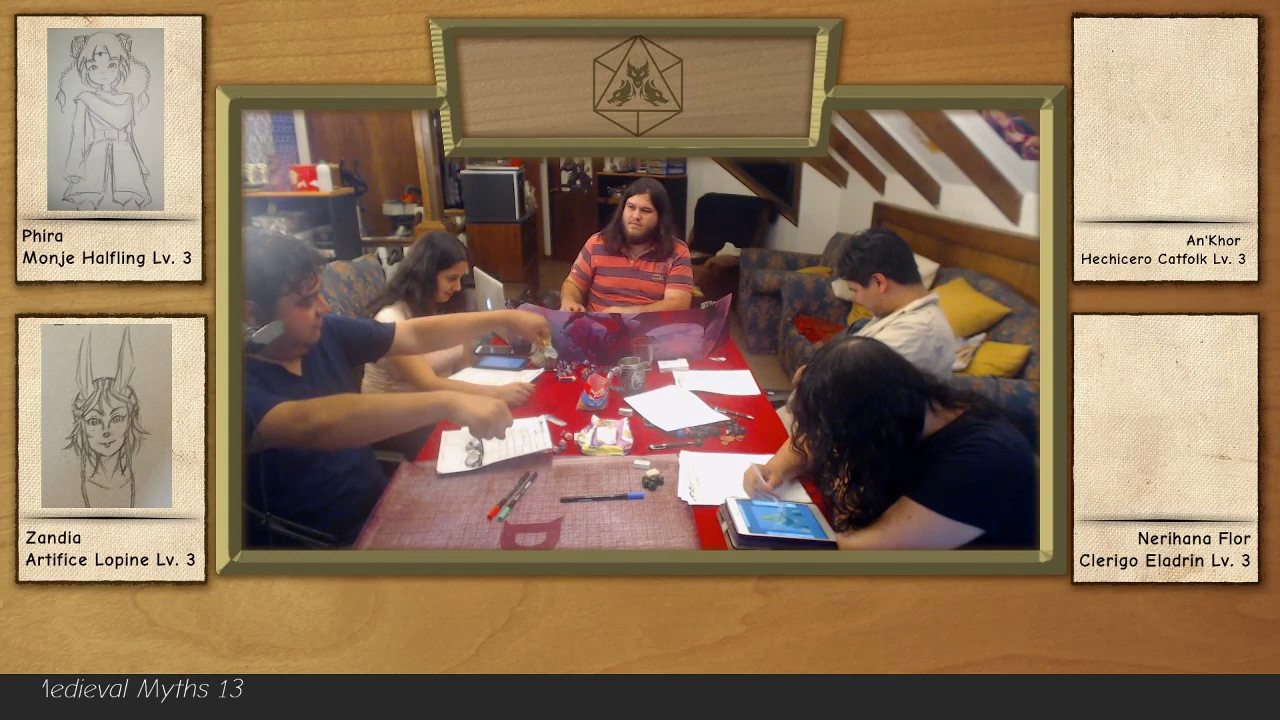 Phira
Monje Halfling Lv. 3
Zandia
Artifice Lopine Lv. 3
An'Khor
Hechicero Catfolk Lv. 3
Nerihana Flor
Clerigo Eladrin Lv. 3
Medieval Myths 13